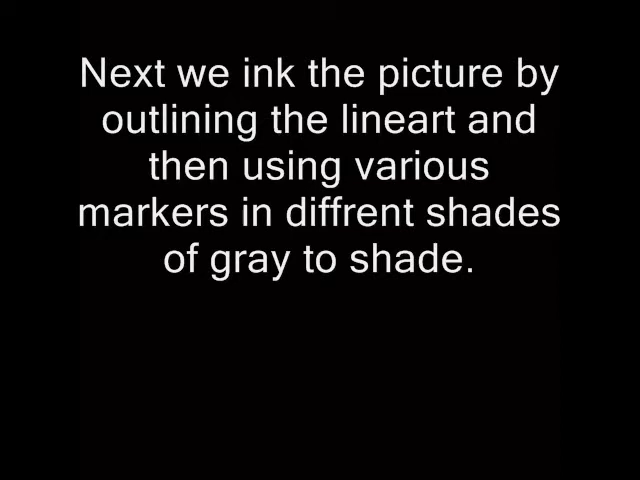 Next we ink the picture by
outlining the lineart and
then using various
markers in diffrent shades
of gray to shade.